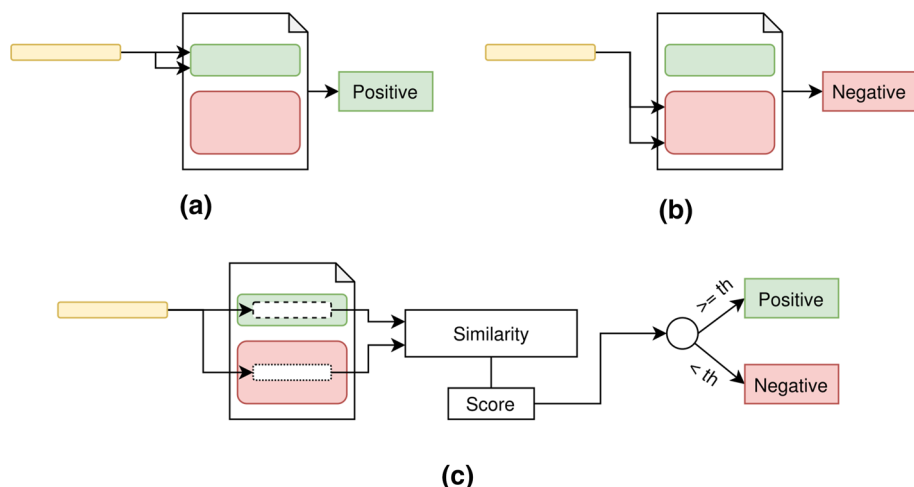 Positive
Negative
(a)
(b)
Similarity
Score
>= th
< th
Positive
Negative
(c)